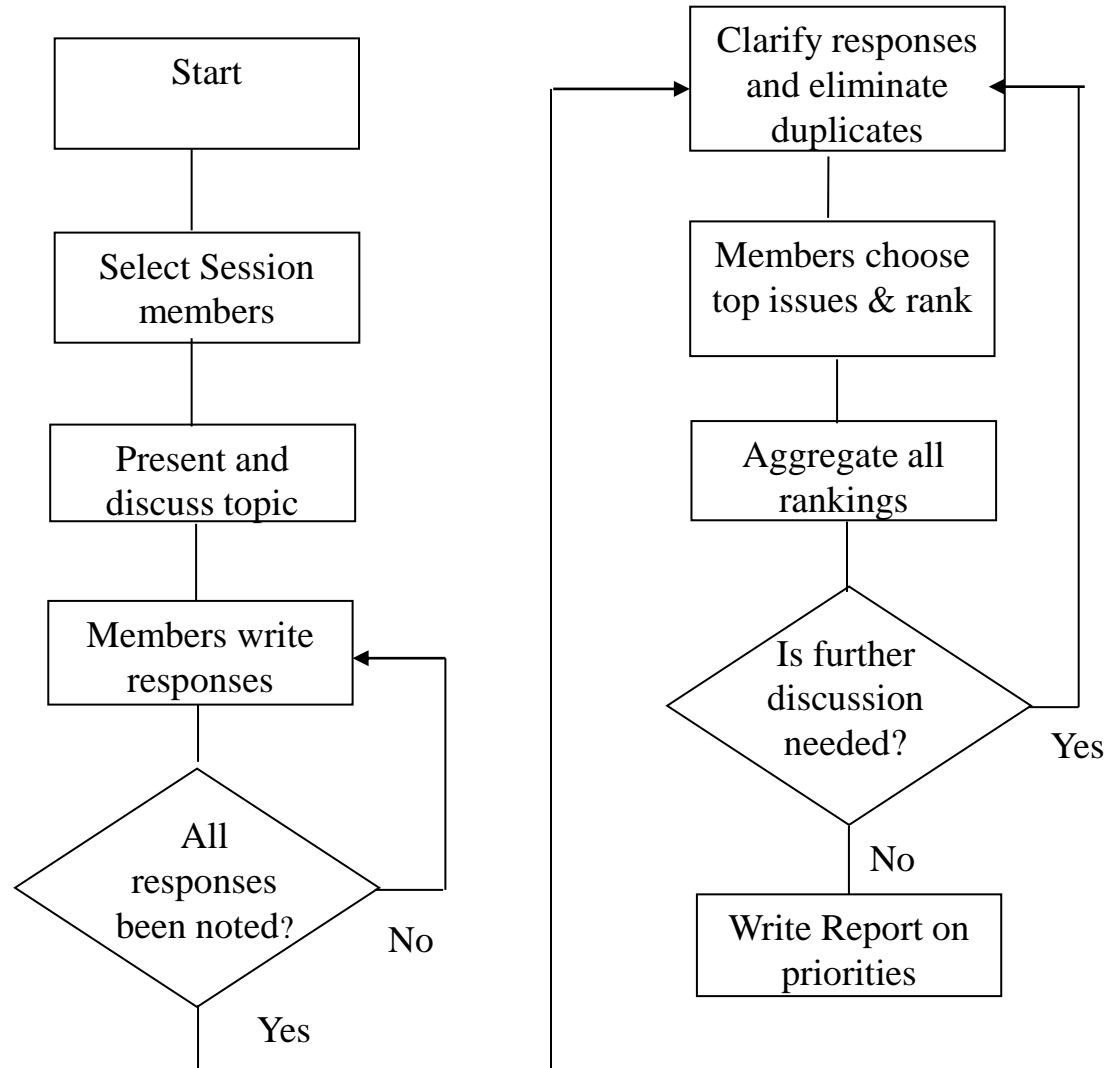 Start
Select Session
members
Present and
discuss topic
Members write
responses
All
responses
been noted?
No
Yes
Clarify responses
and eliminate
duplicates
Members choose
top issues & rank
Aggregate all
rankings
Is further
discussion
needed?
Yes
No
Write Report on
priorities